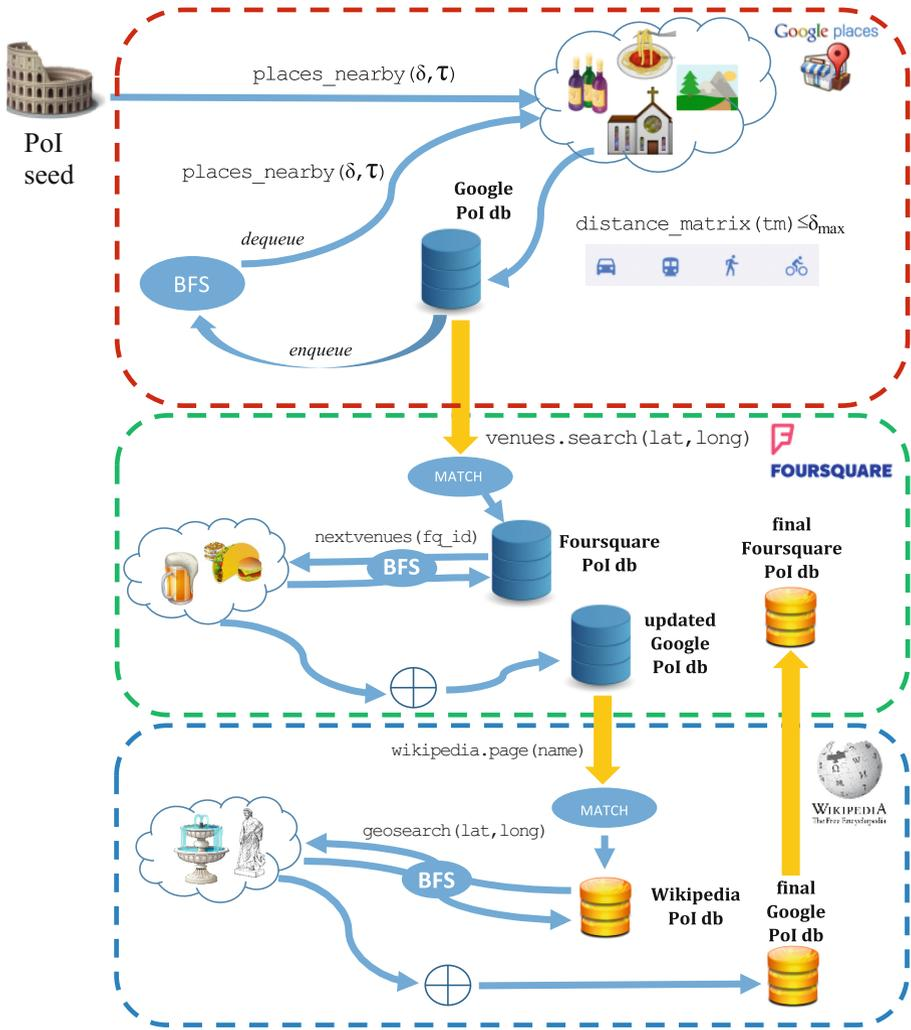 Google places
places_nearby(δ,τ)
PoI
seed
places_nearby(δ,τ)
Google
PoI db
distance_matrix(tm)≤δmax
dequeue
BFS
enqueue
venues.search(lat,long)
FOURSQUARE
MATCH
nextvenues(fq_id)
BFS
Foursquare
PoI db
final
Foursquare
PoI db
updated
Google
PoI db
wikipedia.page(name)
WIKIPEDIA
The Free Encyclopedia
MATCH
geosearch(lat,long)
BFS
Wikipedia
PoI db
final
Google
PoI db